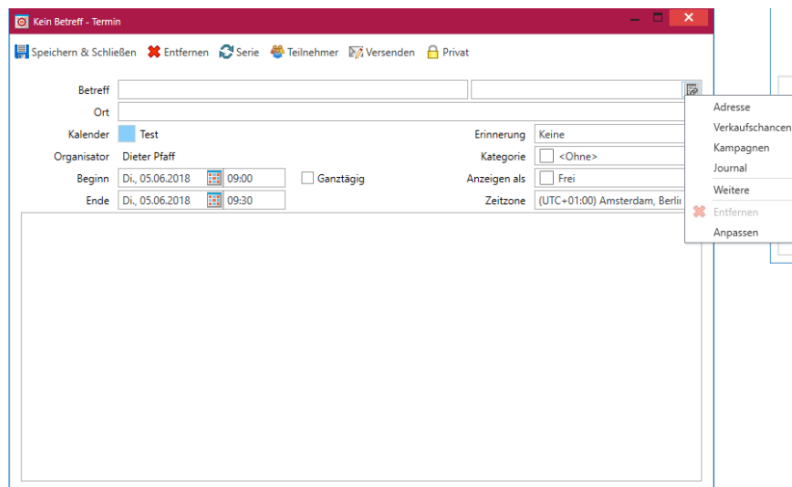 Kein Betreff - Termin
Speichern & Schließen Entfernen Serie Teilnehmer Versenden Privat
Betreff
Ort
Kalender Test Erinnerung Keine
Organisator Dieter Pfaff Kategorie <Ohne>
Beginn Di., 05.06.2018 09:00 Ganztägig Anzeigen als Frei
Ende Di., 05.06.2018 09:30 Zeitzone (UTC+01:00) Amsterdam, Berlin
Adresse
Verkaufschancen
Kampagnen
Journal
Weitere
Entfernen
Anpassen